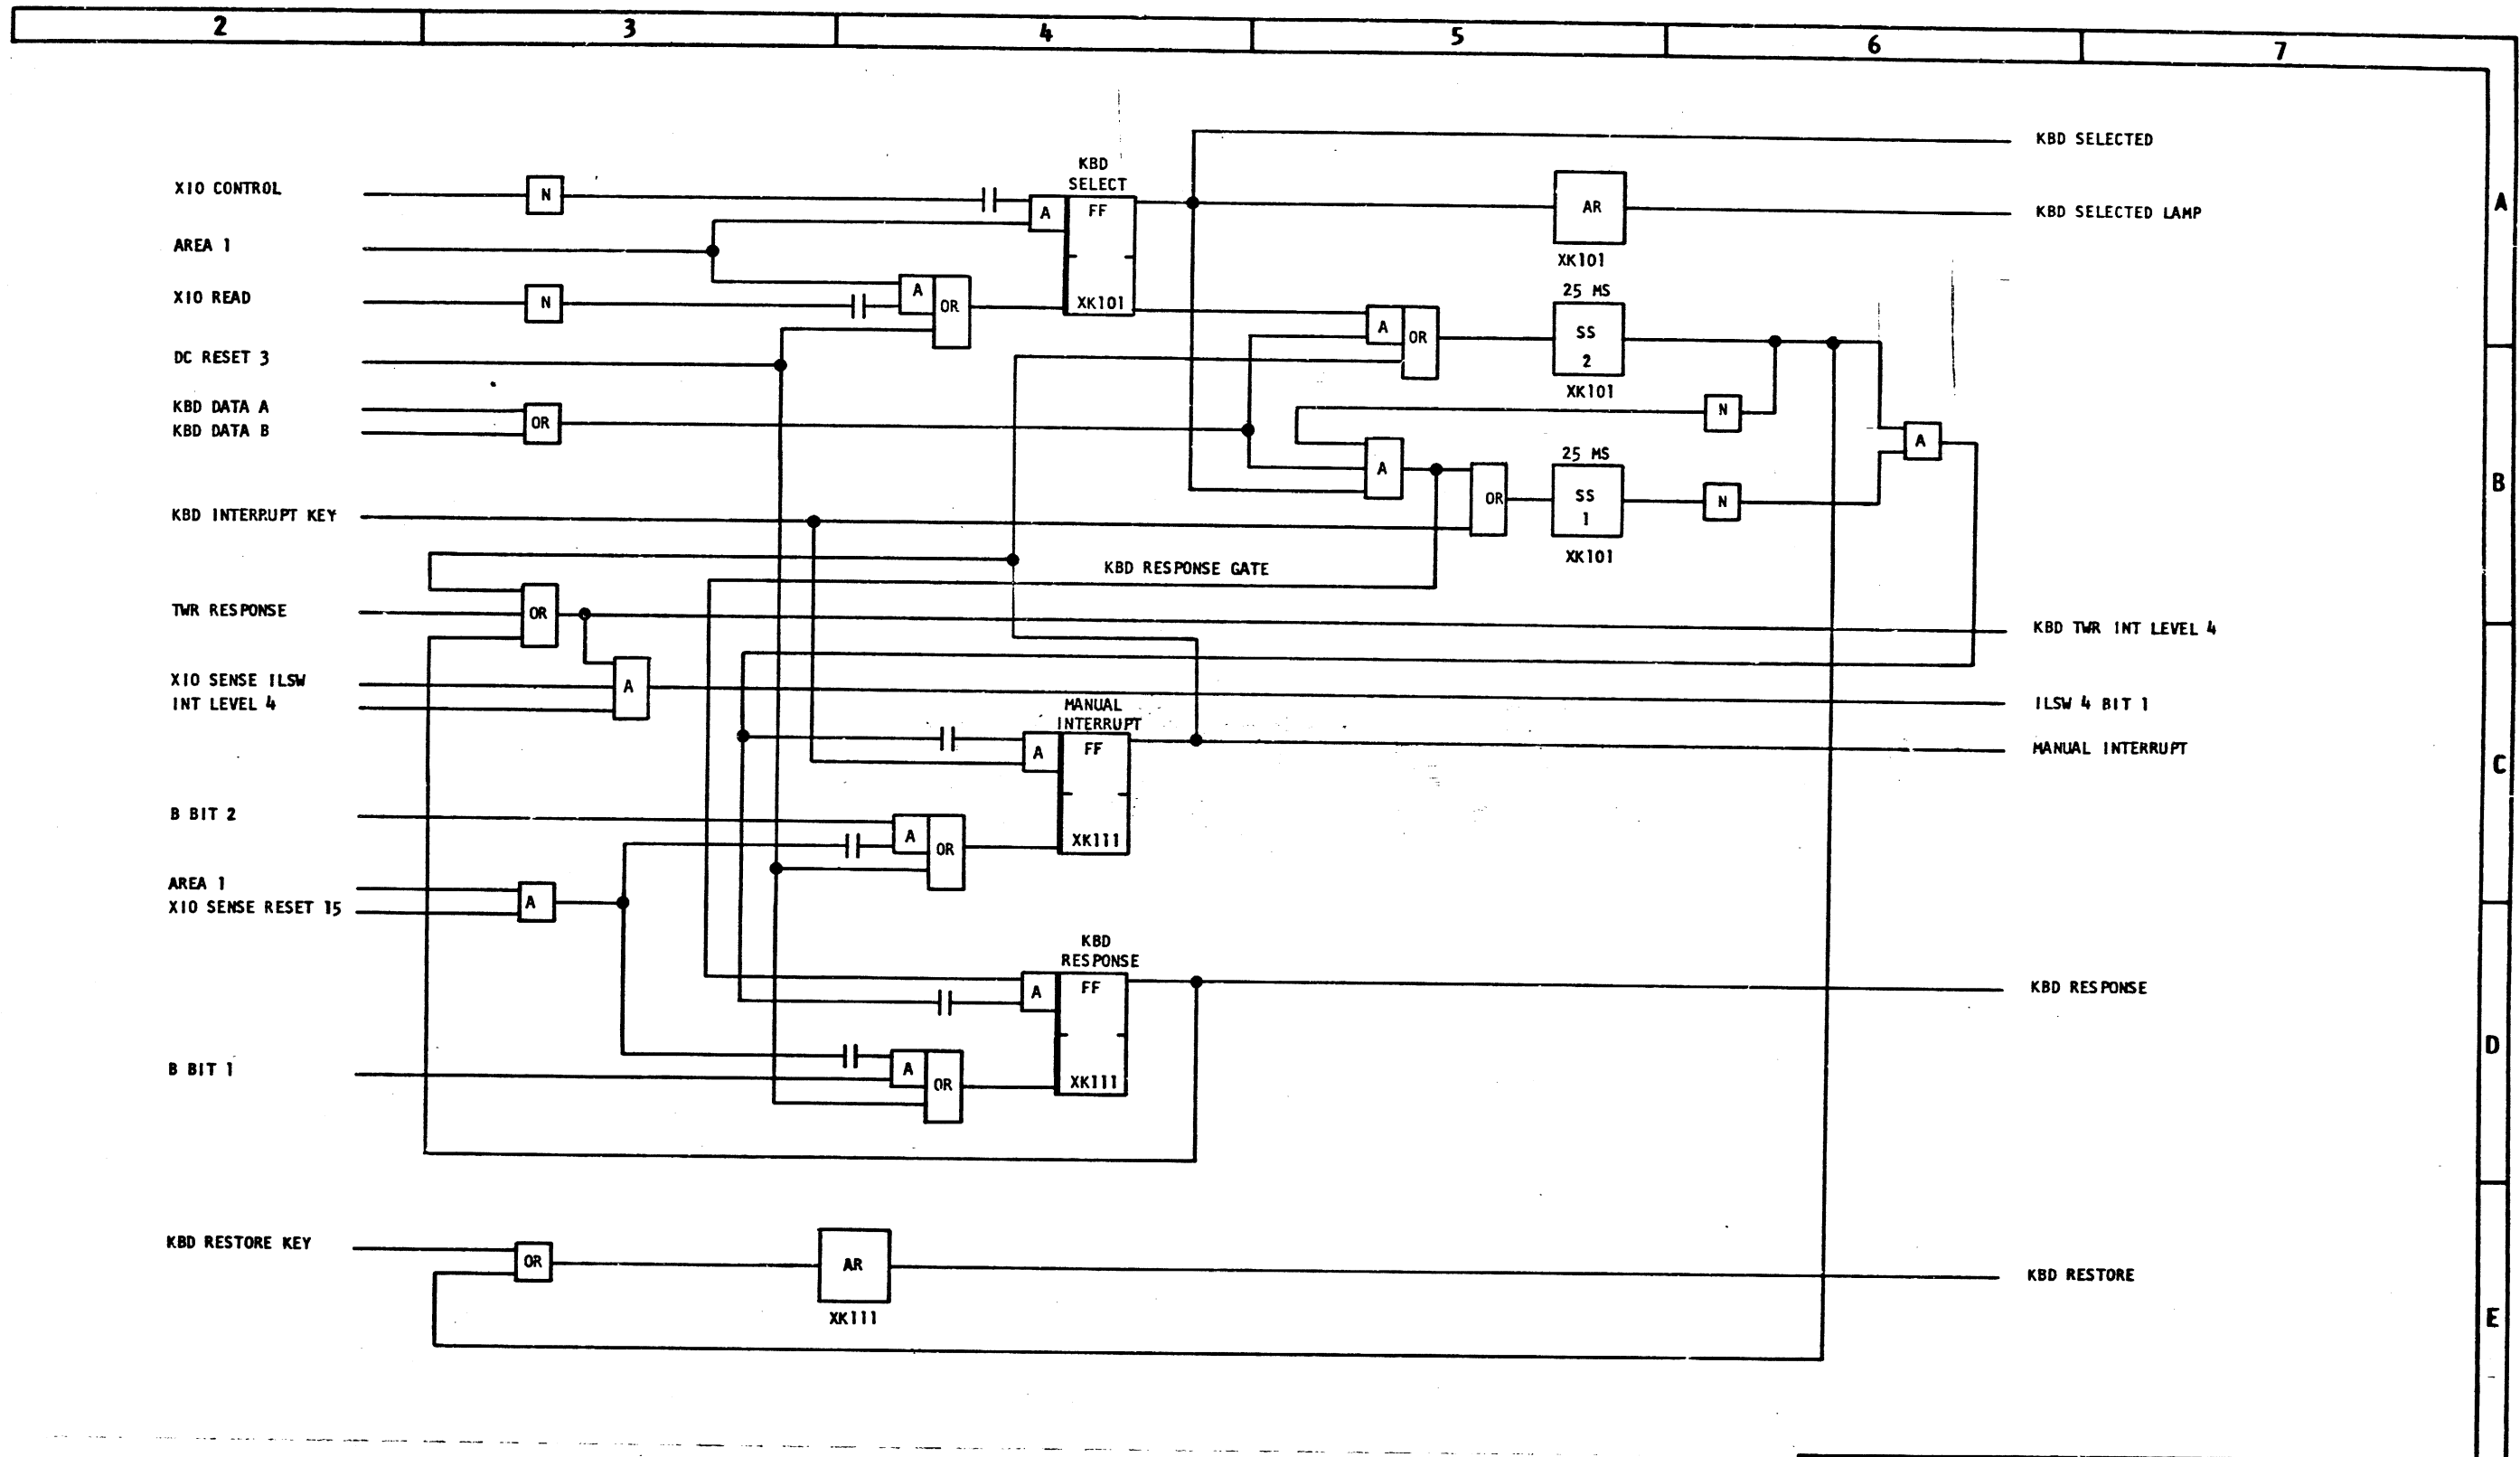 2 3 4 5 6 7
KBD SELECTED
KBD
SELECT
XIO CONTROL
N
A
FF
AR
KBD SELECTED LAMP
A
AREA 1
XK101
25 MS
XIO READ
N
A
OR
XK101
A
OR
SS
2
DC RESET 3
XK101
KBD DATA A
KBD DATA B
OR
N
A
A
25 MS
B
OR
SS
1
N
KBD INTERRUPT KEY
XK101
KBD RESPONSE GATE
TWR RESPONSE
OR
KBD TWR INT LEVEL 4
XIO SENSE ILSW
INT LEVEL 4
A
ILSW 4 BIT 1
MANUAL
INTERRUPT
A
FF
MANUAL INTERRUPT
C
B BIT 2
A
OR
XK111
AREA 1
XIO SENSE RESET 15
A
KBD
RESPONSE
A
FF
KBD RESPONSE
D
B BIT 1
A
OR
XK111
KBD RESTORE KEY
OR
AR
KBD RESTORE
XK111
E